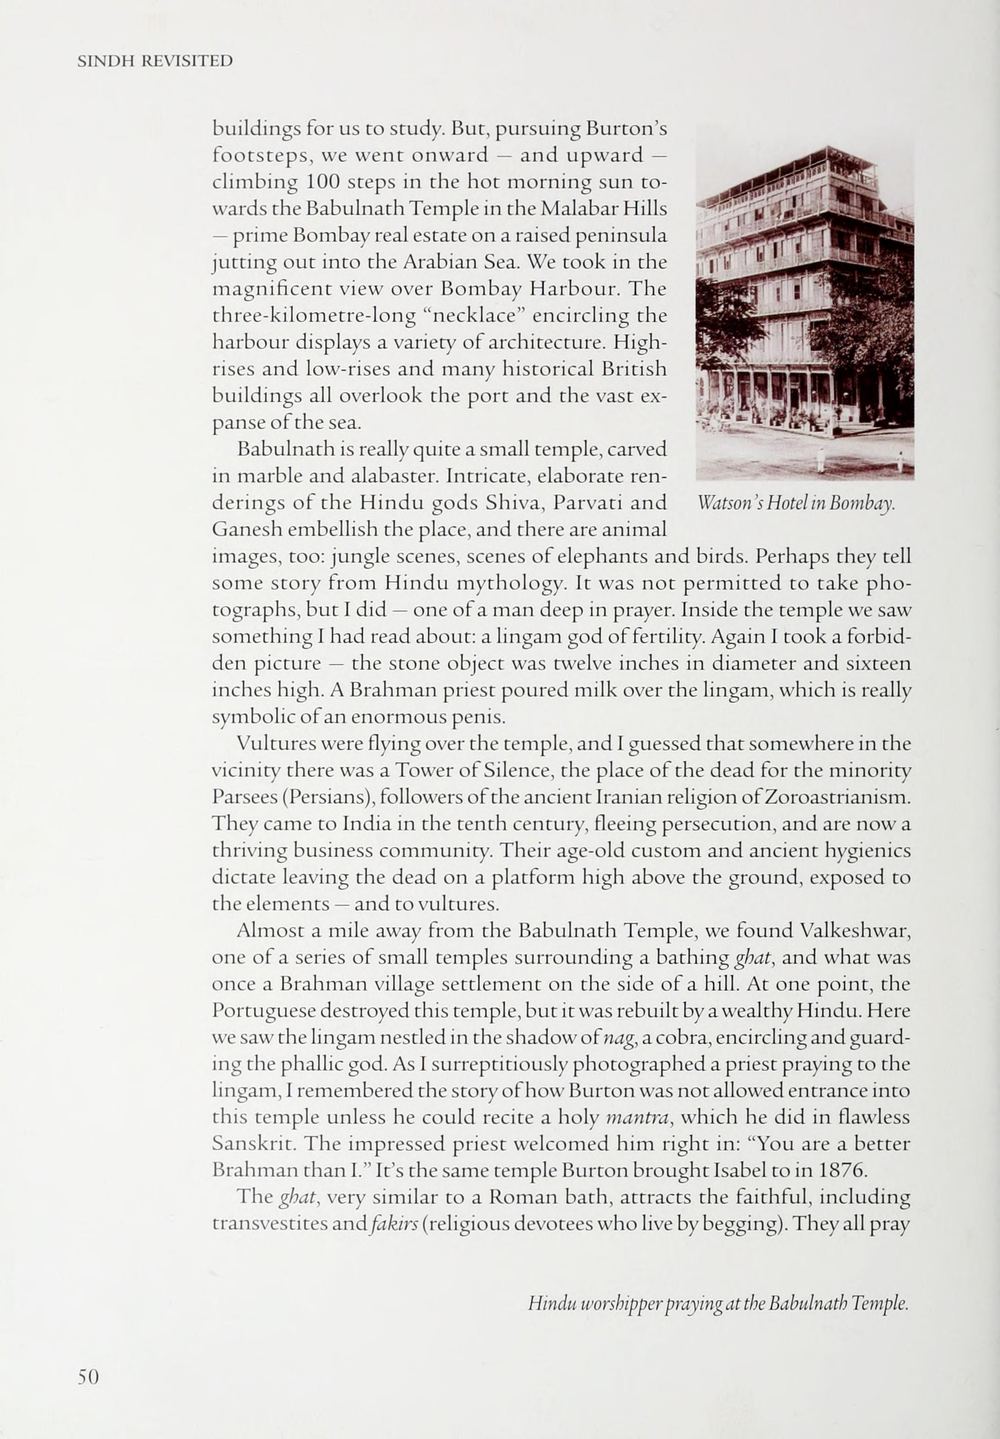 SINDH REVISITED
buildings for us to study. But, pursuing Burton's
footsteps, we went onward — and upward —
climbing 100 steps in the hot morning sun to-
wards the Babulnath Temple in the Malabar Hills
— prime Bombay real estate on a raised peninsula
jutting out into the Arabian Sea. We took in the
magnificent view over Bombay Harbour. The
three-kilometre-long “necklace” encircling the
harbour displays a variety of architecture. High-
rises and low-rises and many historical British
buildings all overlook the port and the vast ex-
panse of the sea.
Babulnath is really quite a small temple, carved
in marble and alabaster. Intricate, elaborate ren-
derings of the Hindu gods Shiva, Parvati and
Ganesh embellish the place, and there are animal
Watson's Hotel in Bombay.
images, too: jungle scenes, scenes of elephants and birds. Perhaps they tell
some story from Hindu mythology. It was not permitted to take pho-
tographs, but I did — one of a man deep in prayer. Inside the temple we saw
something I had read about: a lingam god of fertility. Again I took a forbid-
den picture — the stone object was twelve inches in diameter and sixteen
inches high. A Brahman priest poured milk over the lingam, which is really
symbolic of an enormous penis.
Vultures were flying over the temple, and I guessed that somewhere in the
vicinity there was a Tower of Silence, the place of the dead for the minority
Parsees (Persians), followers of the ancient Iranian religion of Zoroastrianism.
They came to India in the tenth century, fleeing persecution, and are now a
thriving business community. Their age-old custom and ancient hygienics
dictate leaving the dead on a platform high above the ground, exposed to
the elements — and to vultures.
Almost a mile away from the Babulnath Temple, we found Valkeshwar,
one of a series of small temples surrounding a bathing ghat, and what was
once a Brahman village settlement on the side of a hill. At one point, the
Portuguese destroyed this temple, but it was rebuilt by a wealthy Hindu. Here
we saw the lingam nestled in the shadow of nag, a cobra, encircling and guard-
ing the phallic god. As I surreptitiously photographed a priest praying to the
lingam, I remembered the story of how Burton was not allowed entrance into
this temple unless he could recite a holy mantra, which he did in flawless
Sanskrit. The impressed priest welcomed him right in: “You are a better
Brahman than I.” It's the same temple Burton brought Isabel to in 1876.
The ghat, very similar to a Roman bath, attracts the faithful, including
transvestites and fakirs (religious devotees who live by begging). They all pray
Hindu worshipper praying at the Babulnath Temple.
50